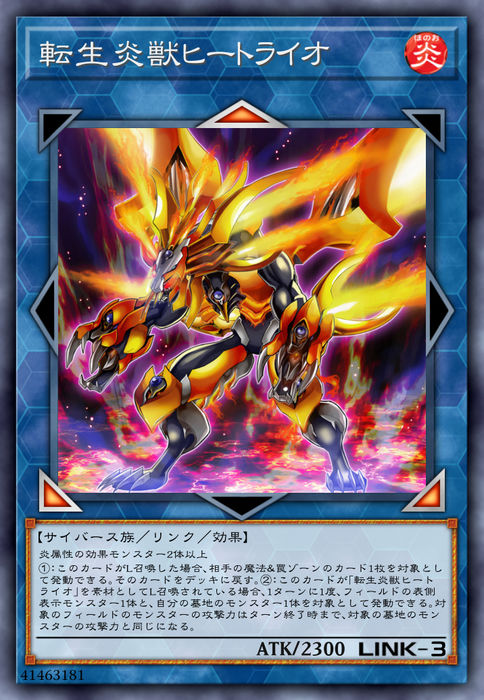 転生炎獣ヒートライオ
ほのお
炎
【サイバース族／リンク／効果】
炎属性の効果モンスター2体以上
①：このカードがL召喚した場合、相手の魔法&罠ゾーンのカード1枚を対象とし
て発動できる。そのカードをデッキに戻す。②：このカードが「転生炎獣ヒート
ライオ」を素材としてL召喚されている場合、1ターンに1度、フィールドの表側
表示モンスター1体と、自分の墓地のモンスター1体を対象として発動できる。対
象のフィールドのモンスターの攻撃力はターン終了時まで、対象の墓地のモン
スターの攻撃力と同じになる。
ATK/2300 LINK-3
41463181